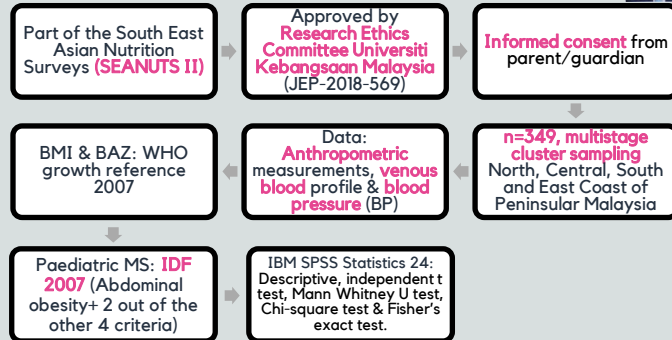 Part of the South East
Asian Nutrition
Surveys (SEANUTS II)
Approved by
Research Ethics
Committee Universiti
Kebangsaan Malaysia
(JEP-2018-569)
Informed consent from
parent/guardian
n=349, multistage
cluster sampling
North, Central, South
and East Coast of
Peninsular Malaysia
Data:
Anthropometric
measurements, venous
blood profile & blood
pressure (BP)
BMI & BAZ: WHO
growth reference
2007
Paediatric MS: IDF
2007 (Abdominal
obesity+ 2 out of the
other 4 criteria)
IBM SPSS Statistics 24:
Descriptive, independent t
test, Mann Whitney U test,
Chi-square test & Fisher's
exact test.